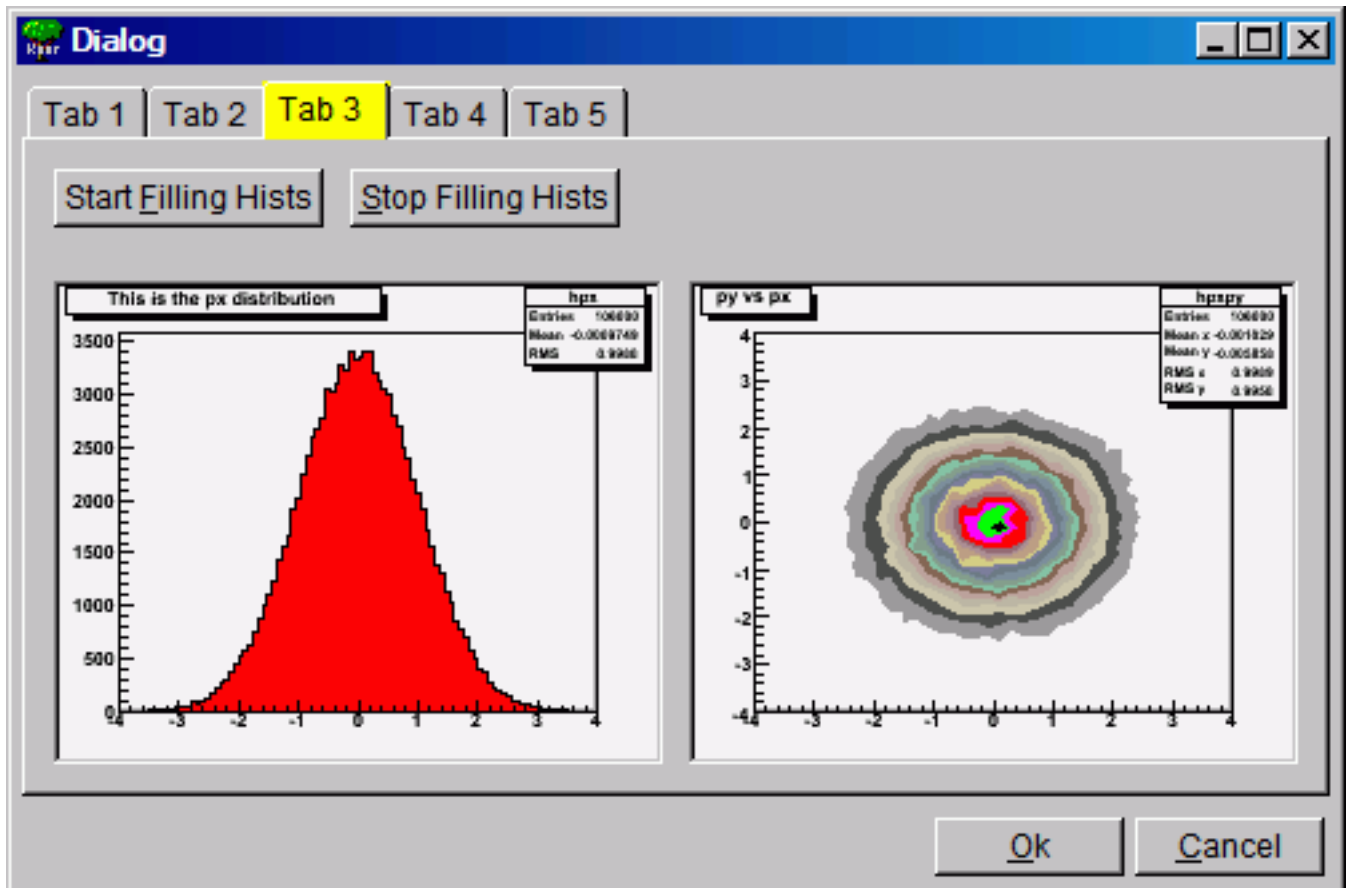 Dialog
Tab 1 Tab 2 Tab 3 Tab 4 Tab 5
Start Filling Hists Stop Filling Hists
This is the px distribution
hpx
Entries
Mean
RMS
3500
3000
2500
2000
1500
1000
500
0
-4 -3 -2 -1 0 1 2 3 4
py vs px
hpxpy
Entries
Mean x
Mean y
RMS x
RMS y
4
3
2
1
0
-1
-2
-3
-4
-4 -3 -2 -1 0 1 2 3 4
Ok Cancel